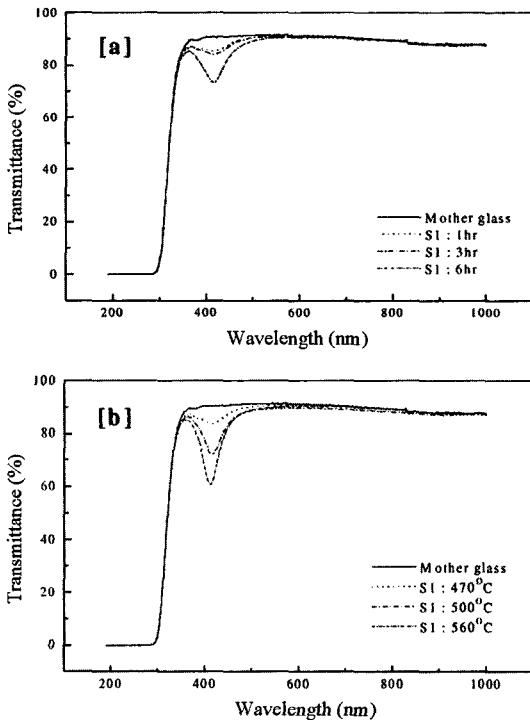 [a]
100
80
60
40
20
0
Transmittance (%)
Mother glass
S1 : 1hr
S1 : 3hr
S1 : 6hr
200 400 600 800 1000
Wavelength (nm)
[b]
100
80
60
40
20
0
Transmittance (%)
Mother glass
S1 : 470°C
S1 : 500°C
S1 : 560°C
200 400 600 800 1000
Wavelength (nm)